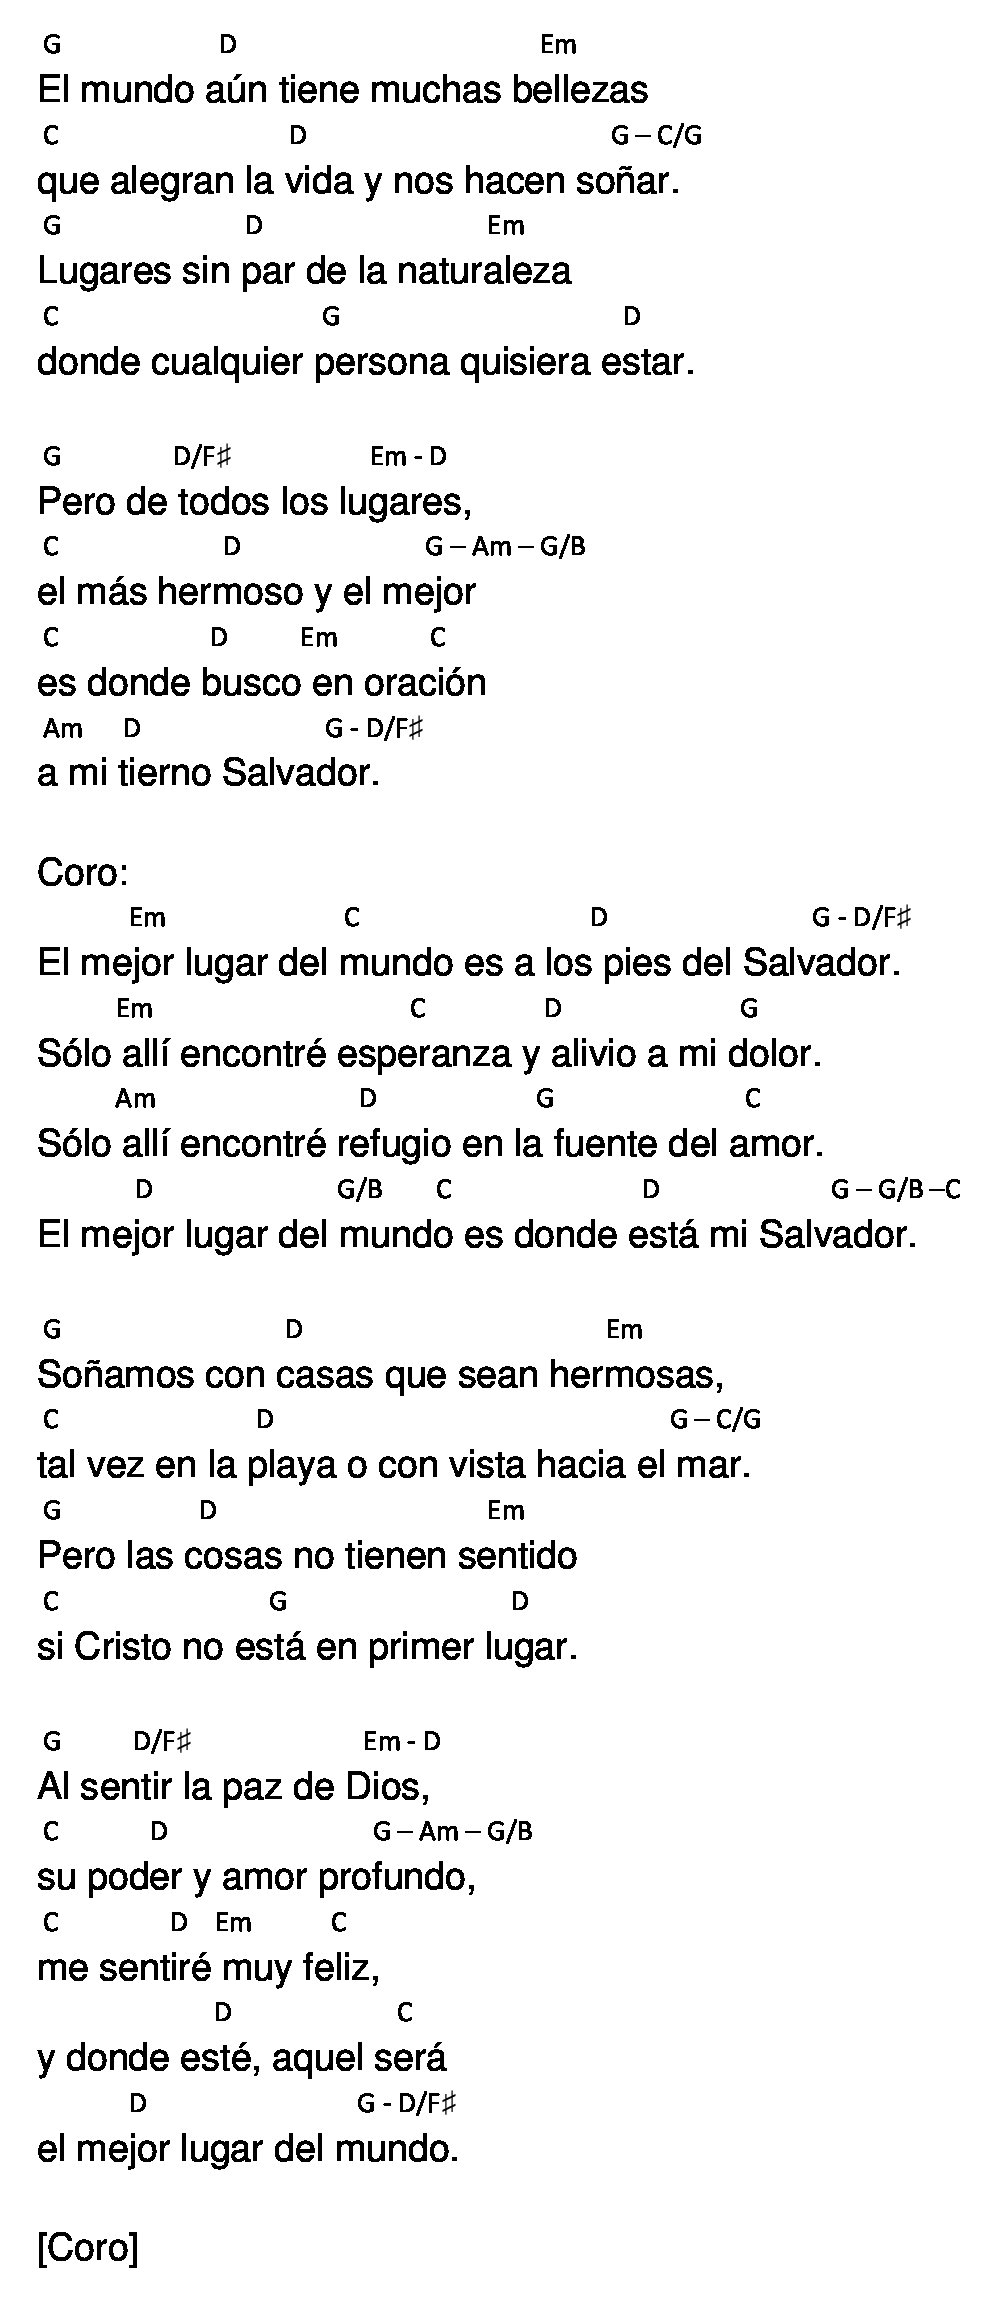 G D Em
El mundo aún tiene muchas bellezas
C D G – C/G
que alegran la vida y nos hacen soñar.
G D Em
Lugares sin par de la naturaleza
C G D
donde cualquier persona quisiera estar.
G D/F♯ Em - D
Pero de todos los lugares,
C D G – Am – G/B
el más hermoso y el mejor
C D Em C
es donde busco en oración
Am D G - D/F♯
a mi tierno Salvador.
Coro:
Em C D G - D/F♯
El mejor lugar del mundo es a los pies del Salvador.
Em C D G
Sólo allí encontré esperanza y alivio a mi dolor.
Am D G C
Sólo allí encontré refugio en la fuente del amor.
D G/B C D G – G/B –C
El mejor lugar del mundo es donde está mi Salvador.
G D Em
Soñamos con casas que sean hermosas,
C D G – C/G
tal vez en la playa o con vista hacia el mar.
G D Em
Pero las cosas no tienen sentido
C G D
si Cristo no está en primer lugar.
G D/F♯ Em - D
Al sentir la paz de Dios,
C D G – Am – G/B
su poder y amor profundo,
C D Em C
me sentiré muy feliz,
D C
y donde esté, aquel será
D G - D/F♯
el mejor lugar del mundo.
[Coro]